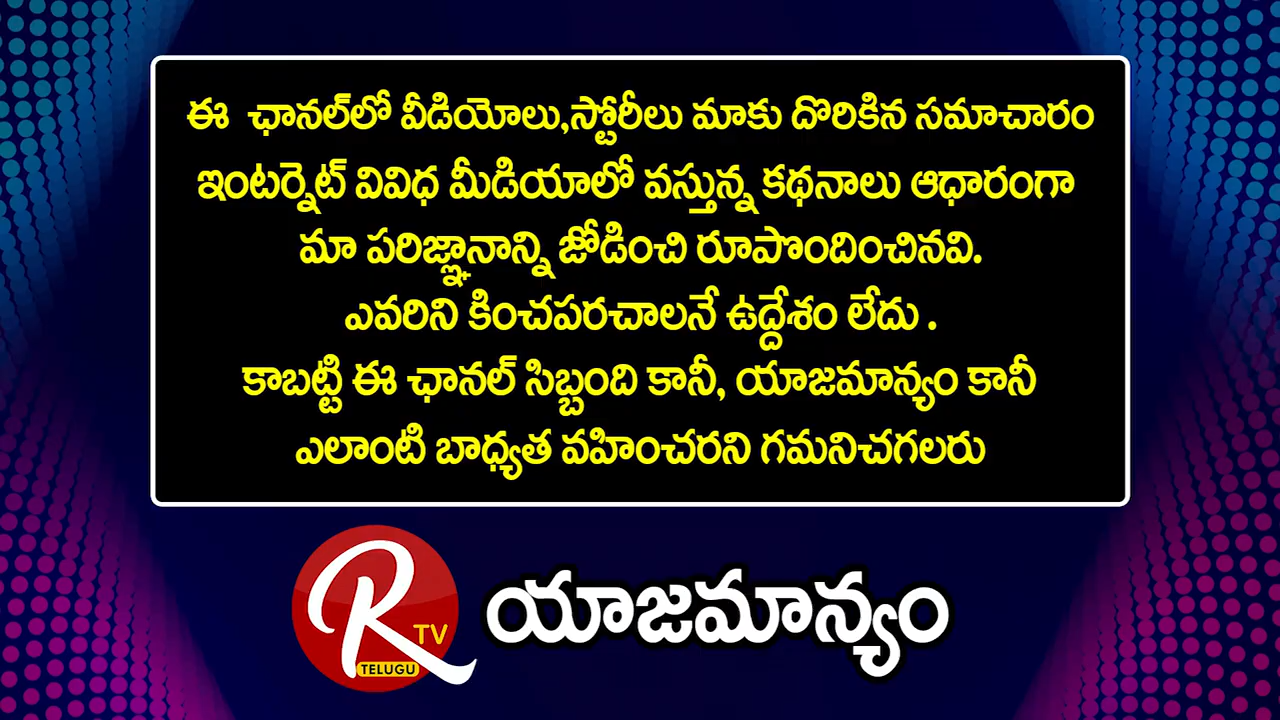 ఈ ఛానల్‌లో వీడియోలు,స్టోరీలు మాకు దొరికిన సమాచారం
ఇంటర్నెట్ వివిధ మీడియాలో వస్తున్న కథనాలు ఆధారంగా
మా పరిజ్ఞానాన్ని జోడించి రూపొందించినవి.
ఎవరిని కించపరచాలనే ఉద్దేశం లేదు .
కాబట్టి ఈ ఛానల్ సిబ్బంది కానీ, యాజమాన్యం కానీ
ఎలాంటి బాధ్యత వహించరని గమనిచగలరు
R TV
TELUGU
యాజమాన్యం